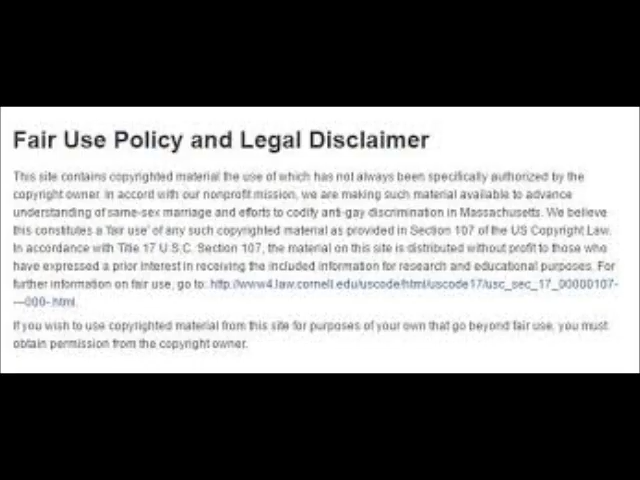 Fair Use Policy and Legal Disclaimer
This site contains copyrighted material the use of which has not always been specifically authorized by the
copyright owner. In accord with our nonprofit mission, we are making such material available to advance
understanding of same-sex marriage and efforts to codify anti-gay discrimination in Massachusetts. We believe
this constitutes a 'fair use' of any such copyrighted material as provided in Section 107 of the US Copyright Law.
In accordance with Title 17 U.S.C. Section 107, the material on this site is distributed without profit to those who
have expressed a prior interest in receiving the included information for research and educational purposes. For
further information on fair use, go to: http://www4.law.cornell.edu/uscode/html/uscode17/usc_sec_17_00000107-
---000-.html.
If you wish to use copyrighted material from this site for purposes of your own that go beyond fair use, you must
obtain permission from the copyright owner.